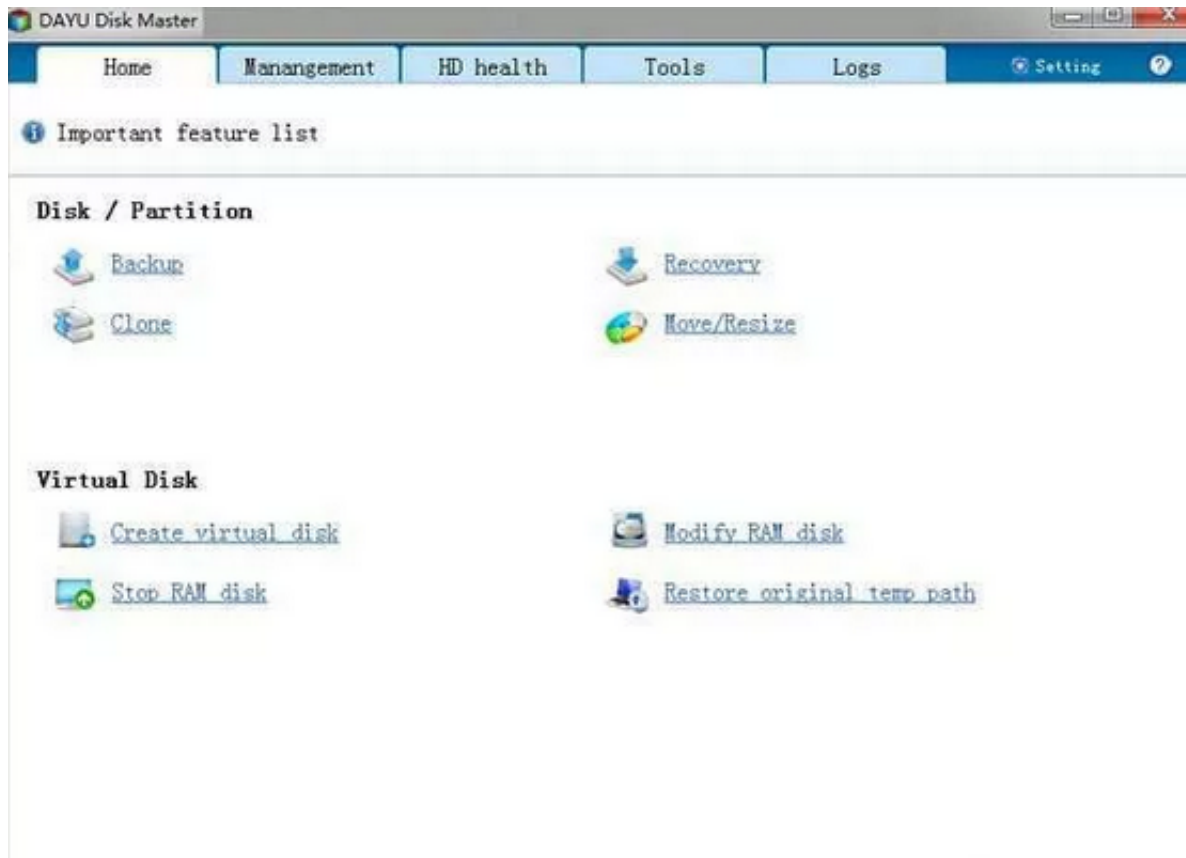 DAYU Disk Master
Home Manangement HD health Tools Logs Setting ?
Important feature list
Disk / Partition
Backup Recovery
Clone Move/Resize
Virtual Disk
Create virtual disk Modify RAM disk
Stop RAM disk Restore original temp path